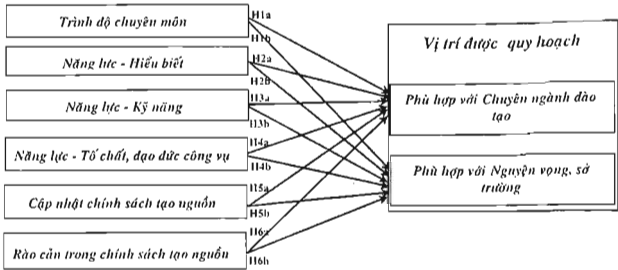 Trình độ chuyên môn
H1a
H1b
Năng lực - Hiểu biết
H2a
H2b
Năng lực - Kỹ năng
H3a
H3b
Năng lực - Tố chất, đạo đức công vụ
H4a
H4b
Cập nhật chính sách tạo nguồn
H5a
H5b
Rào cản trong chính sách tạo nguồn
H6a
H6b
Vị trí được quy hoạch
Phù hợp với Chuyên ngành đào
tạo
Phù hợp với Nguyện vọng, sở
trường